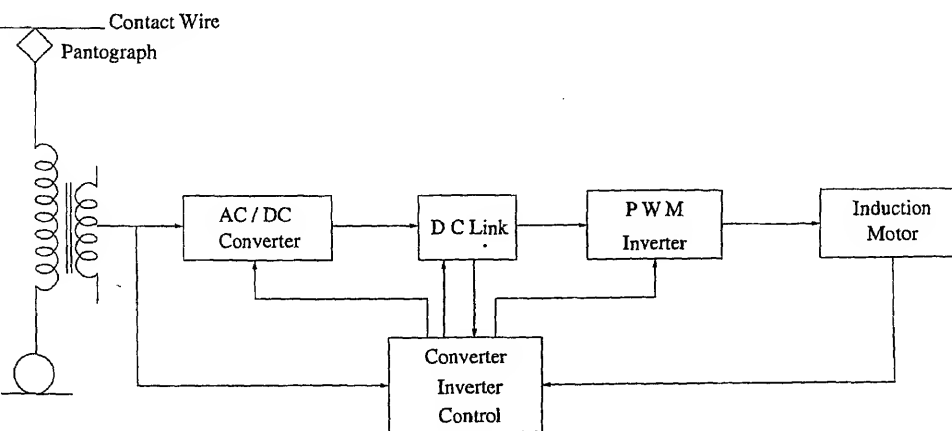 Contact Wire
Pantograph
AC / DC
Converter
D C Link
P W M
Inverter
Induction
Motor
Converter
Inverter
Control